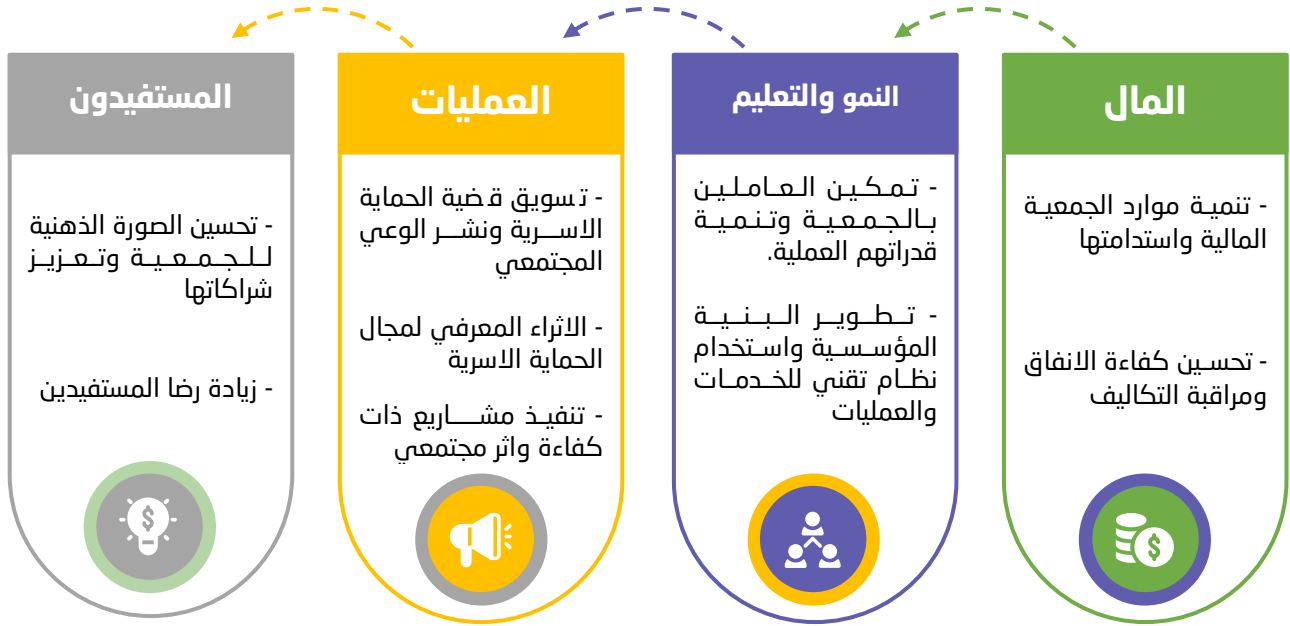 المال
- تنمية موارد الجمعية
المالية واستدامتها
- تحسين كفاءة الانفاق
ومراقبة التكاليف
النمو والتعليم
- تمكين العاملين
بالجمعية وتنمية
قدراتهم العملية.
- تطوير البنية
المؤسسية واستخدام
نظام تقني للخدمات
والعمليات
العمليات
- تسويق قضية الحماية
الاسرية ونشر الوعي
المجتمعي
- الاثراء المعرفي لمجال
الحماية الاسرية
- تنفيذ مشاريع ذات
كفاءة واثر مجتمعي
المستفيدون
- تحسين الصورة الذهنية
للجمعية وتعزيز
شراكاتها
- زيادة رضا المستفيدين